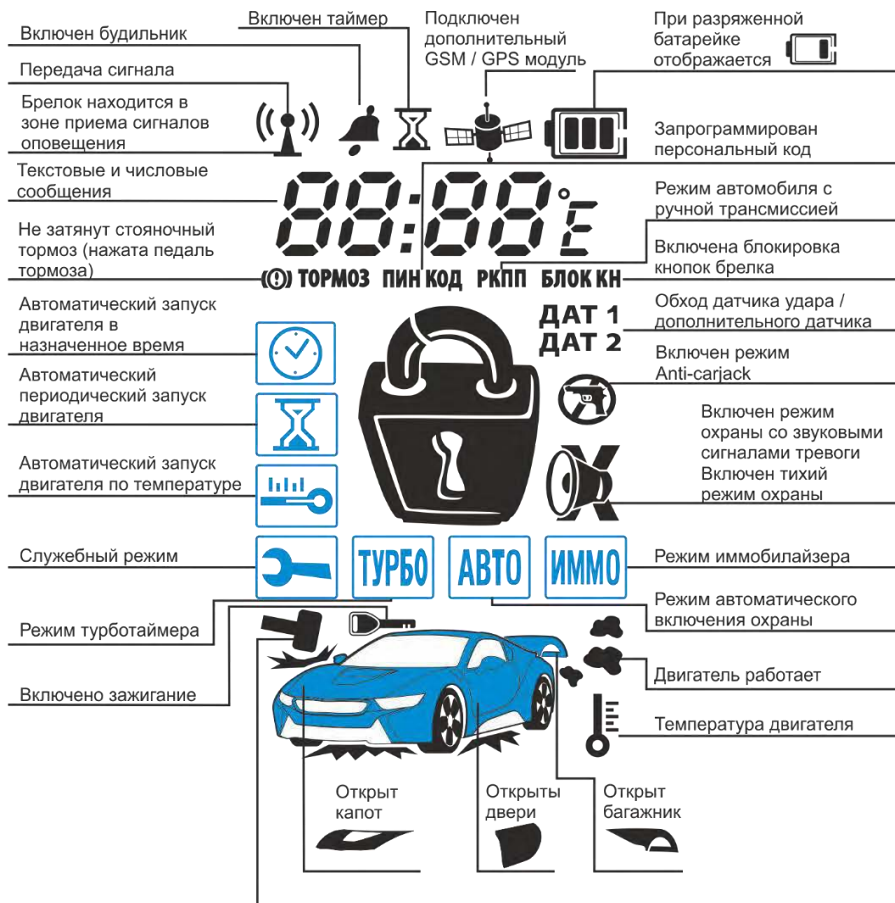 Включен таймер
Включен будильник
Передача сигнала
Брелок находится в
зоне приема сигналов
оповещения
Текстовые и числовые
сообщения
Не затянут стояночный
тормоз (нажата педаль
тормоза)
Автоматический запуск
двигателя в
назначенное время
Автоматический
периодический запуск
двигателя
Автоматический запуск
двигателя по температуре
Служебный режим
Режим турботаймера
Включено зажигание
Подключен
дополнительный
GSM / GPS модуль
При разряженной
батарейке
отображается
Запрограммирован
персональный код
Режим автомобиля с
ручной трансмиссией
Включена блокировка
кнопок брелка
Обход датчика удара /
дополнительного датчика
Включен режим
Anti-carjack
Включен режим
охраны со звуковыми
сигналами тревоги
Включен тихий
режим охраны
Режим иммобилайзера
Режим автоматического
включения охраны
Двигатель работает
Температура двигателя
88:88°E
(!) ТОРМОЗ ПИН КОД РКПП БЛОК КН
ДАТ 1
ДАТ 2
X
ТУРБО АВТО ИММО
Открыт
капот
Открыты
двери
Открыт
багажник